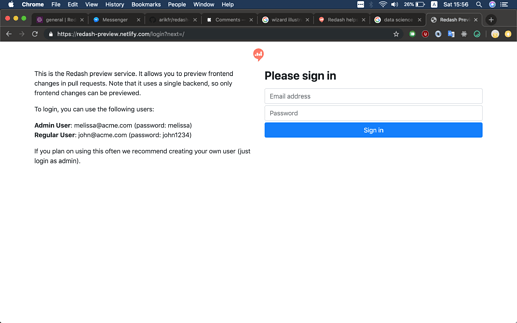 Chrome File Edit View History Bookmarks People Window Help
26% A Sat 15:56
general | Re
Messenger
arikfr/redas
Comments –
wizard illust
Redash help
data science
Redash Prev
https://redash-preview.netlify.com/login?next=/
This is the Redash preview service. It allows you to preview frontend
changes in pull requests. Note that it uses a single backend, so only
frontend changes can be previewed.
To login, you can use the following users:
Admin User: melissa@acme.com (password: melissa)
Regular User: john@acme.com (password: john1234)
If you plan on using this often we recommend creating your own user (just
login as admin).
Please sign in
Email address
Password
Sign in